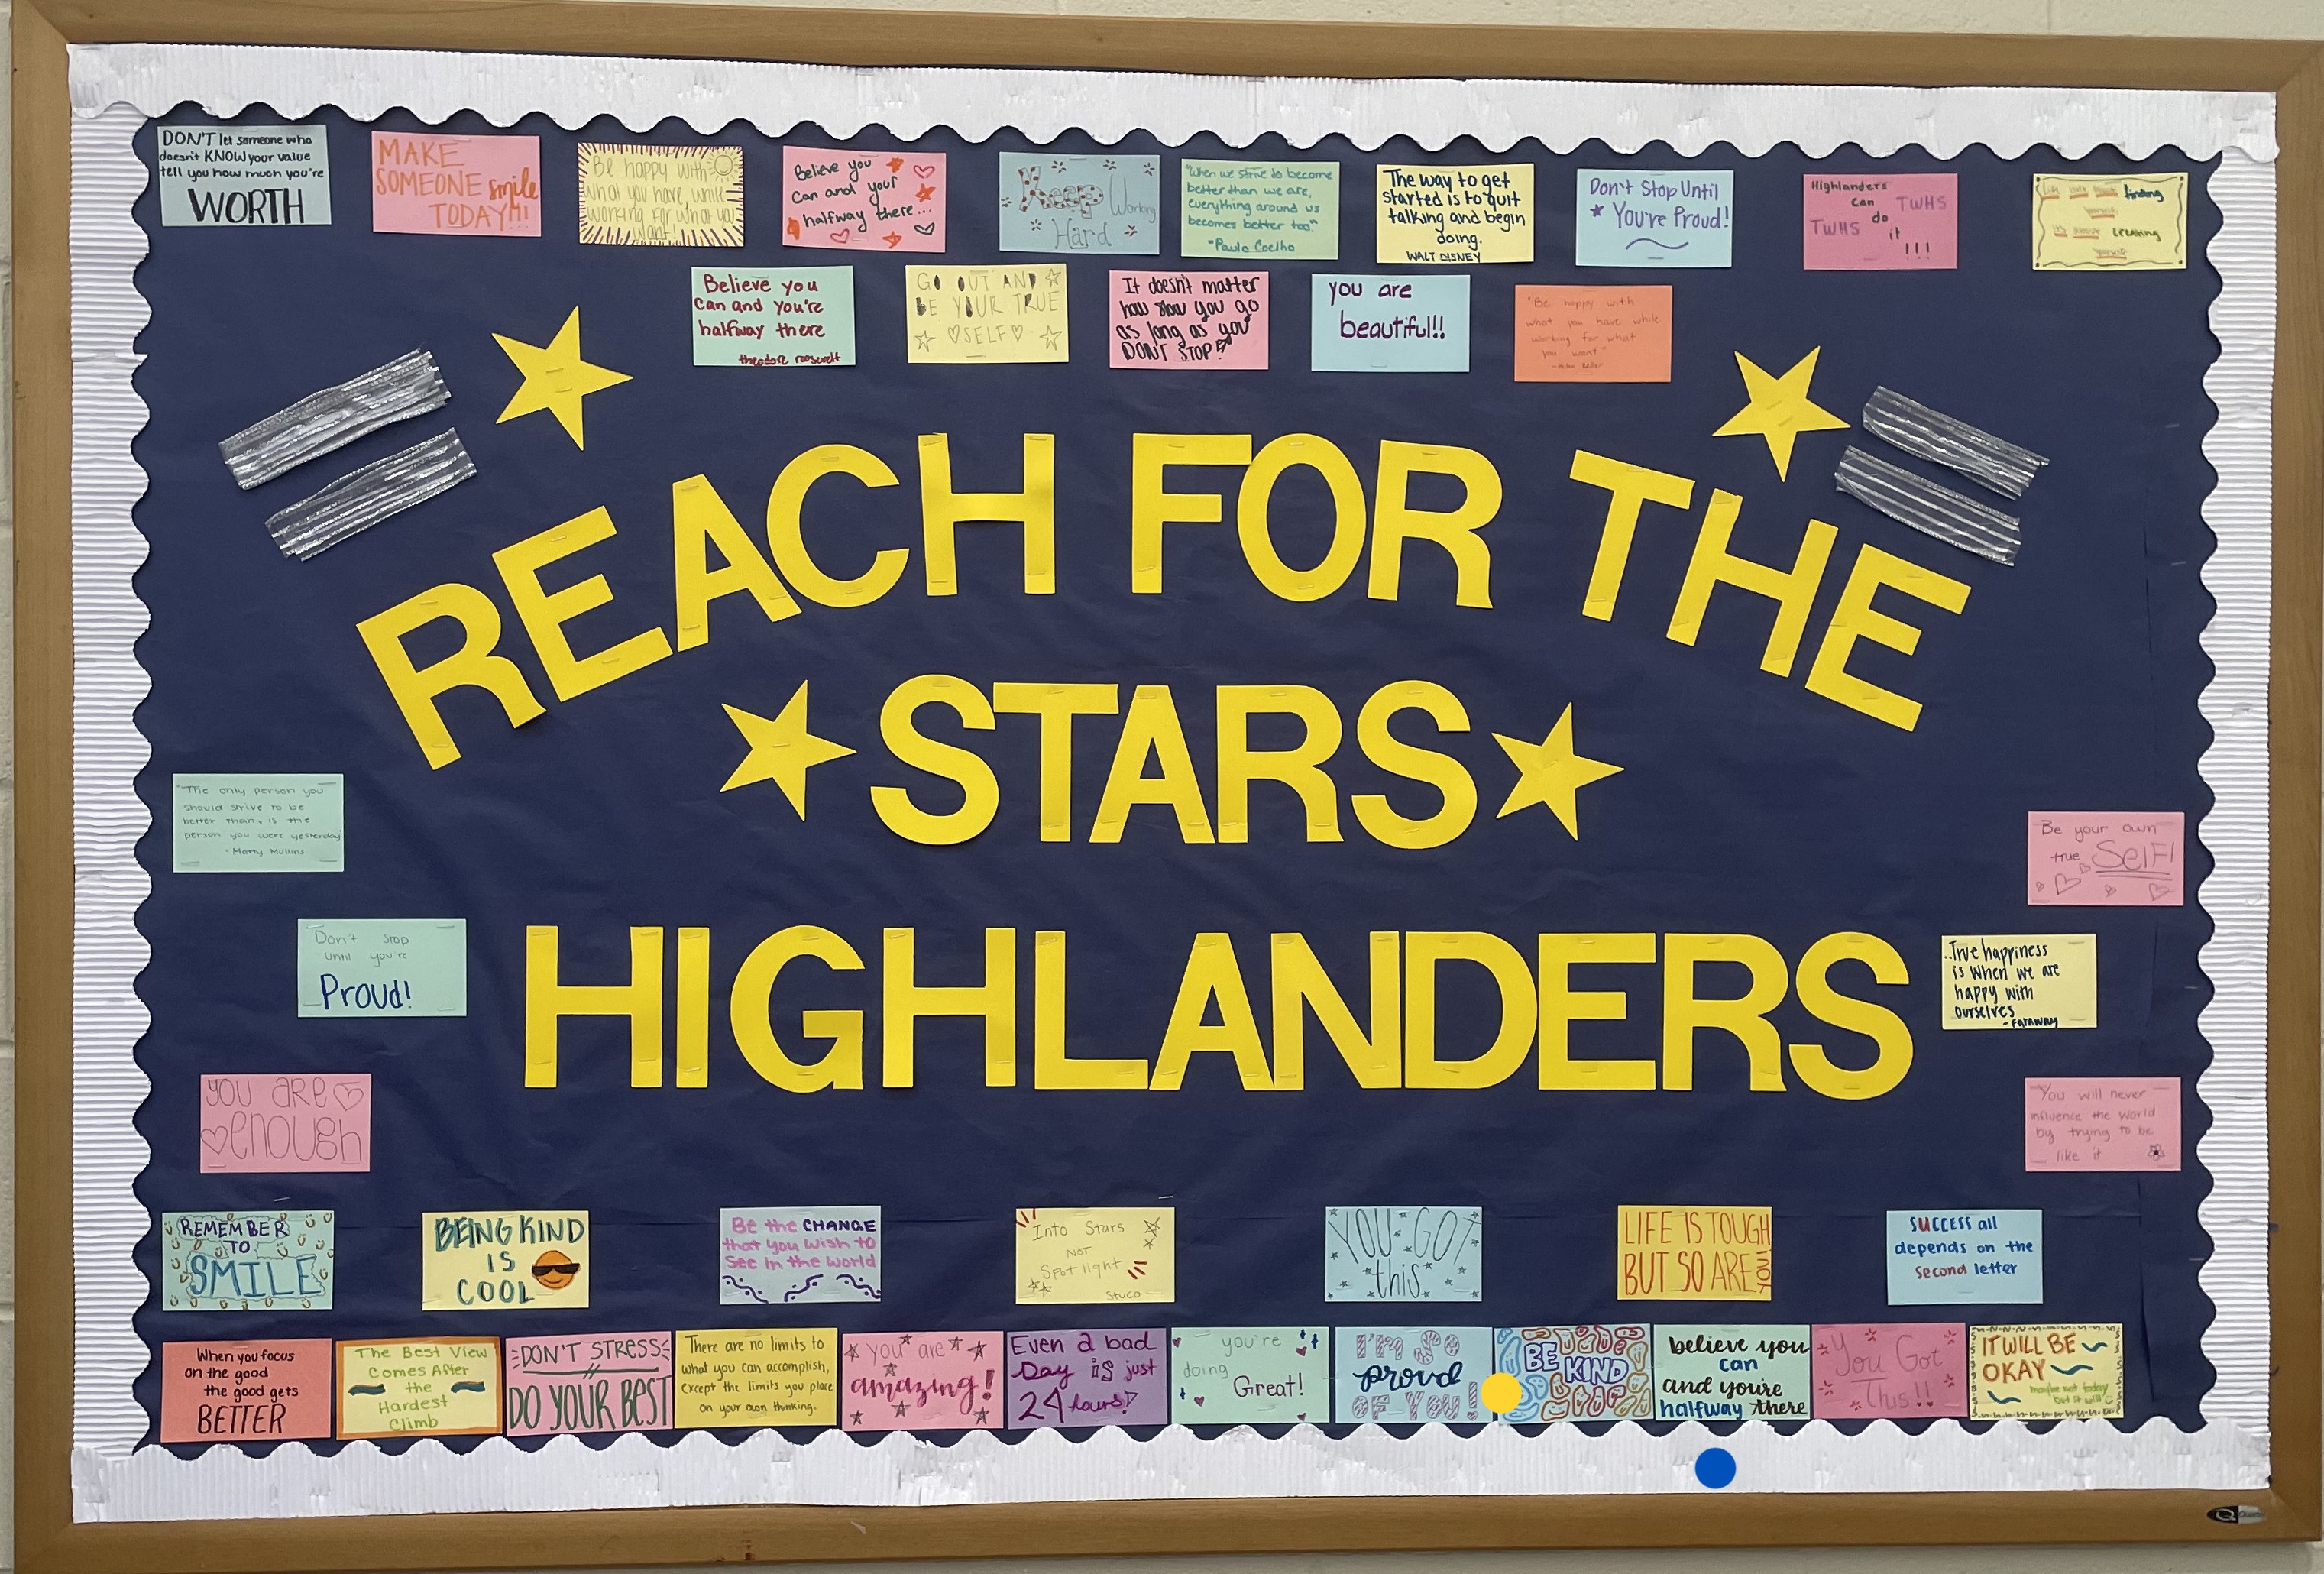 DON'T let someone who
doesn't KNOW your value
tell you how much you're
WORTH
MAKE
SOMEONE smile
TODAY!!!
Be happy with
what you have, while
working for what you
want!
Believe you
can and your
halfway there...
Keep Working
Hard
"When we strive to become
better than we are,
everything around us
becomes better too."
-Paulo Coelho
The way to get
started is to quit
talking and begin
doing.
WALT DISNEY
Don't Stop Until
You're Proud!
Highlanders
can TWHS
TWHS do
it
!!!
Life isn't about finding
yourself
its about creating
yourself
Believe you
can and you're
halfway there
theodore roosevelt
GO OUT AND
BE YOUR TRUE
SELF
It doesn't matter
how slow you go
as long as you
DON'T STOP!
you are
beautiful!!
"Be happy with
what you have while
working for what
you want"
-Helen Keller
REACH FOR THE
STARS
HIGHLANDERS
"The only person you
should strive to be
better than, is the
person you were yesterday"
- Matty Mullins
Don't stop
until you're
Proud!
you are
enough
Be your own
true SELF!
..True happiness
is when we are
happy with
ourselves
-Faraway
You will never
influence the world
by trying to be
like it
REMEMBER
TO
SMILE
BEING KIND
IS
COOL
Be the CHANGE
that you wish to
see in the world
Into Stars
NOT
Spotlight
Stuco
YOU GOT
this
LIFE IS TOUGH
BUT SO ARE YOU
SUCCESS all
depends on the
second letter
When you focus
on the good
the good gets
BETTER
The Best View
Comes After
the
Hardest
Climb
DON'T STRESS
DO YOUR BEST
There are no limits to
what you can accomplish,
except the limits you place
on your own thinking.
you are
amazing!
Even a bad
Day is just
24 hours!
you're
doing
Great!
I'M SO
proud
OF YOU!
BE KIND
believe you
can
and you're
halfway there
You Got
This!!
IT WILL BE
OKAY
maybe not today
but it will